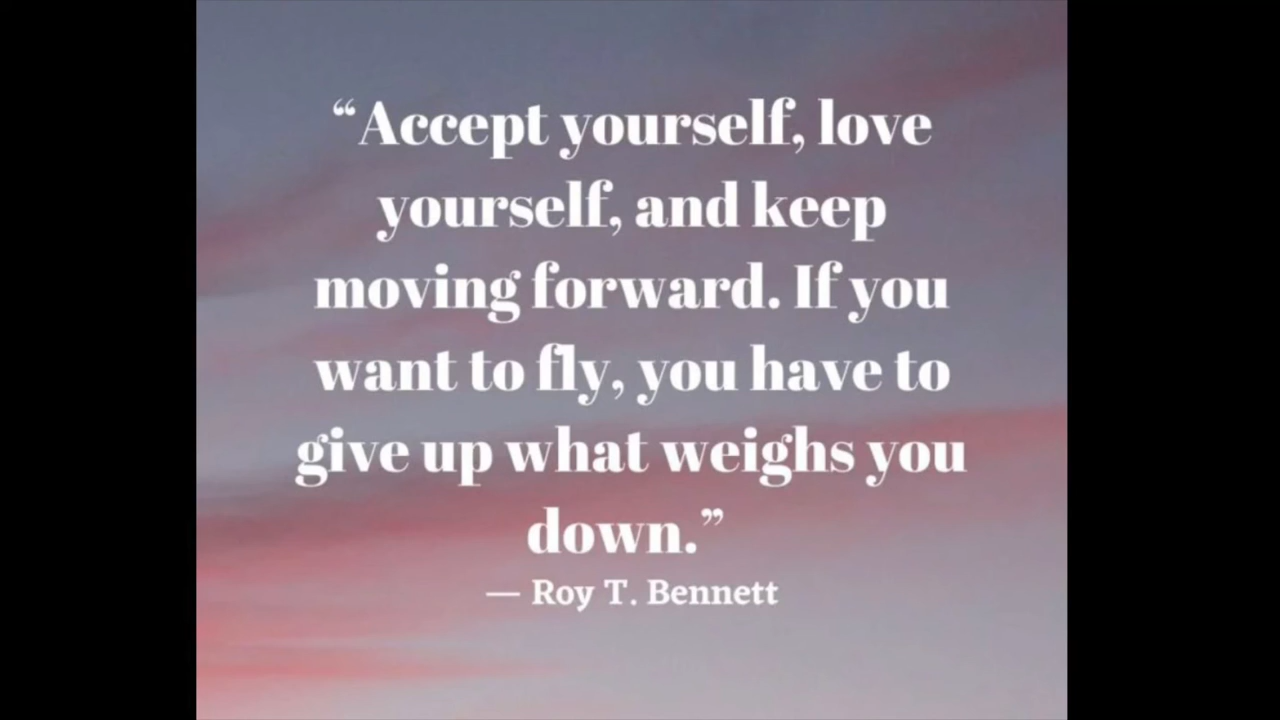 “Accept yourself, love
yourself, and keep
moving forward. If you
want to fly, you have to
give up what weighs you
down.”
— Roy T. Bennett